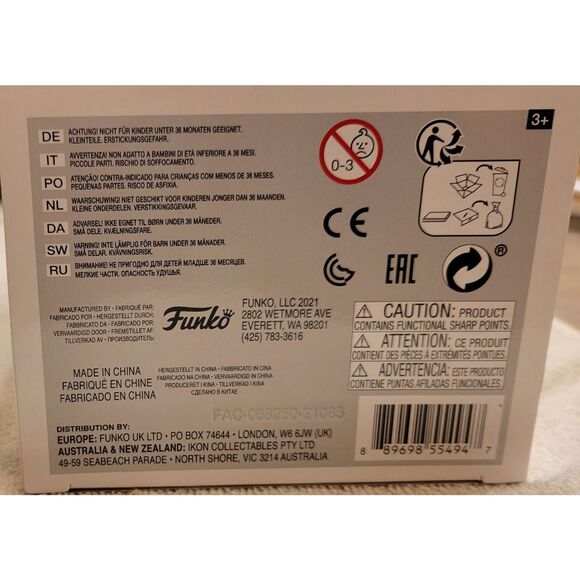 3+
DE ACHTUNG! NICHT FÜR KINDER UNTER 36 MONATEN GEEIGNET.
KLEINTEILE. ERSTICKUNGSGEFAHR.
IT AVVERTENZA! NON ADATTO A BAMBINI DI ETÀ INFERIORE A 36 MESI.
PICCOLE PARTI. RISCHIO DI SOFFOCAMENTO.
PO ATENÇÃO! CONTRA-INDICADO PARA CRIANÇAS COM MENOS DE 36 MESES.
PEQUENAS PARTES. RISCO DE ASFIXIA.
NL WAARSCHUWING! NIET GESCHIKT VOOR KINDEREN JONGER DAN 36 MAANDEN.
KLEINE ONDERDELEN. VERSTIKKINGSGEVAAR.
DA ADVARSEL! IKKE EGNET TIL BØRN UNDER 36 MÅNEDER.
SMÅ DELE. KVÆLNINGSFARE.
SW VARNING! INTE LÄMPLIG FÖR BARN UNDER 36 MÅNADER.
SMÅ DELAR. KVÄVNINGSRISK.
RU ВНИМАНИЕ! НЕ ПРИГОДНО ДЛЯ ДЕТЕЙ МЛАДШЕ 36 МЕСЯЦЕВ.
МЕЛКИЕ ЧАСТИ. ОПАСНОСТЬ УДУШЬЯ.
0-3
CE
EAC
®
MANUFACTURED BY • FABRIQUÉ PAR:
FABRICADO POR • HERGESTELLT DURCH:
FABBRICATO DA • FABRICADO POR:
VERVAARDIGD DOOR • FREMSTILLET AF:
TILLVERKAD AV • ПРОИЗВОДИТЕЛЬ:
Funko
FUNKO, LLC 2021
2802 WETMORE AVE
EVERETT, WA 98201
(425) 783-3616
CAUTION: PRODUCT
CONTAINS FUNCTIONAL SHARP POINTS.
ATTENTION: CE PRODUIT
CONTIENT DES PIÈCES À EXTRÉMITÉS POINTUES.
ADVERTENCIA: ESTE PRODUCTO
CONTIENE PUNTAS AFILADAS FUNCIONALES.
MADE IN CHINA
FABRIQUÉ EN CHINE
FABRICADO EN CHINA
HERGESTELLT IN CHINA • FABBRICATO IN CINA
FABRICADO NA CHINA • VERVAARDIGD IN CHINA
PRODUCERET I KINA • TILLVERKAD I KINA
СДЕЛАНО В КИТАЕ
DISTRIBUTION BY:
EUROPE: FUNKO UK LTD • PO BOX 74644 • LONDON, W6 6JW (UK)
AUSTRALIA & NEW ZEALAND: IKON COLLECTABLES PTY LTD
49-59 SEABEACH PARADE • NORTH SHORE, VIC 3214 AUSTRALIA
8 89698 55494 7